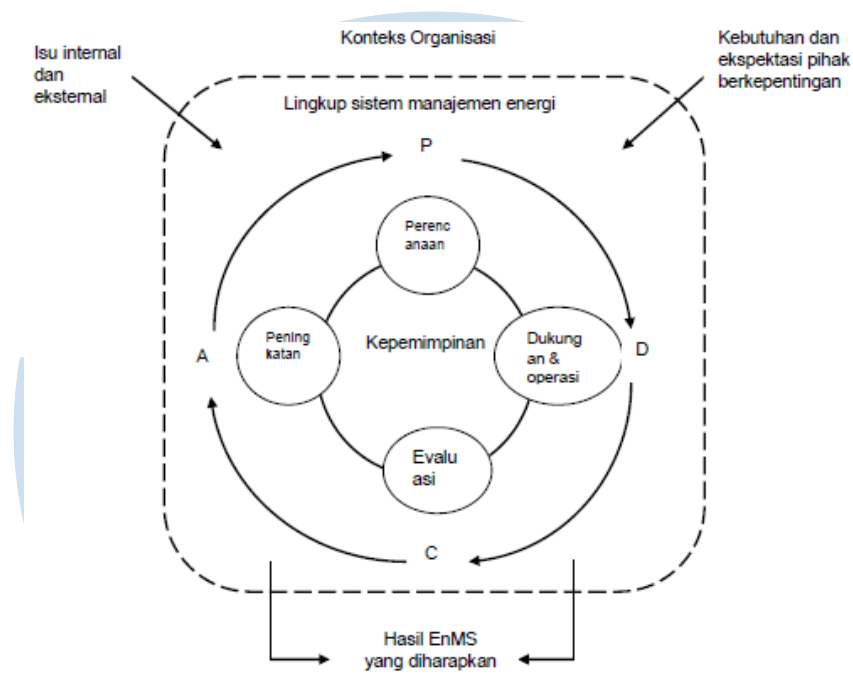 Konteks Organisasi
Isu internal
dan
eksternal
Kebutuhan dan
ekspektasi pihak
berkepentingan
Lingkup sistem manajemen energi
P
Perenc
anaan
A
Pening
katan
Kepemimpinan
Dukung
an &
operasi
D
Evalu
asi
C
Hasil EnMS
yang diharapkan